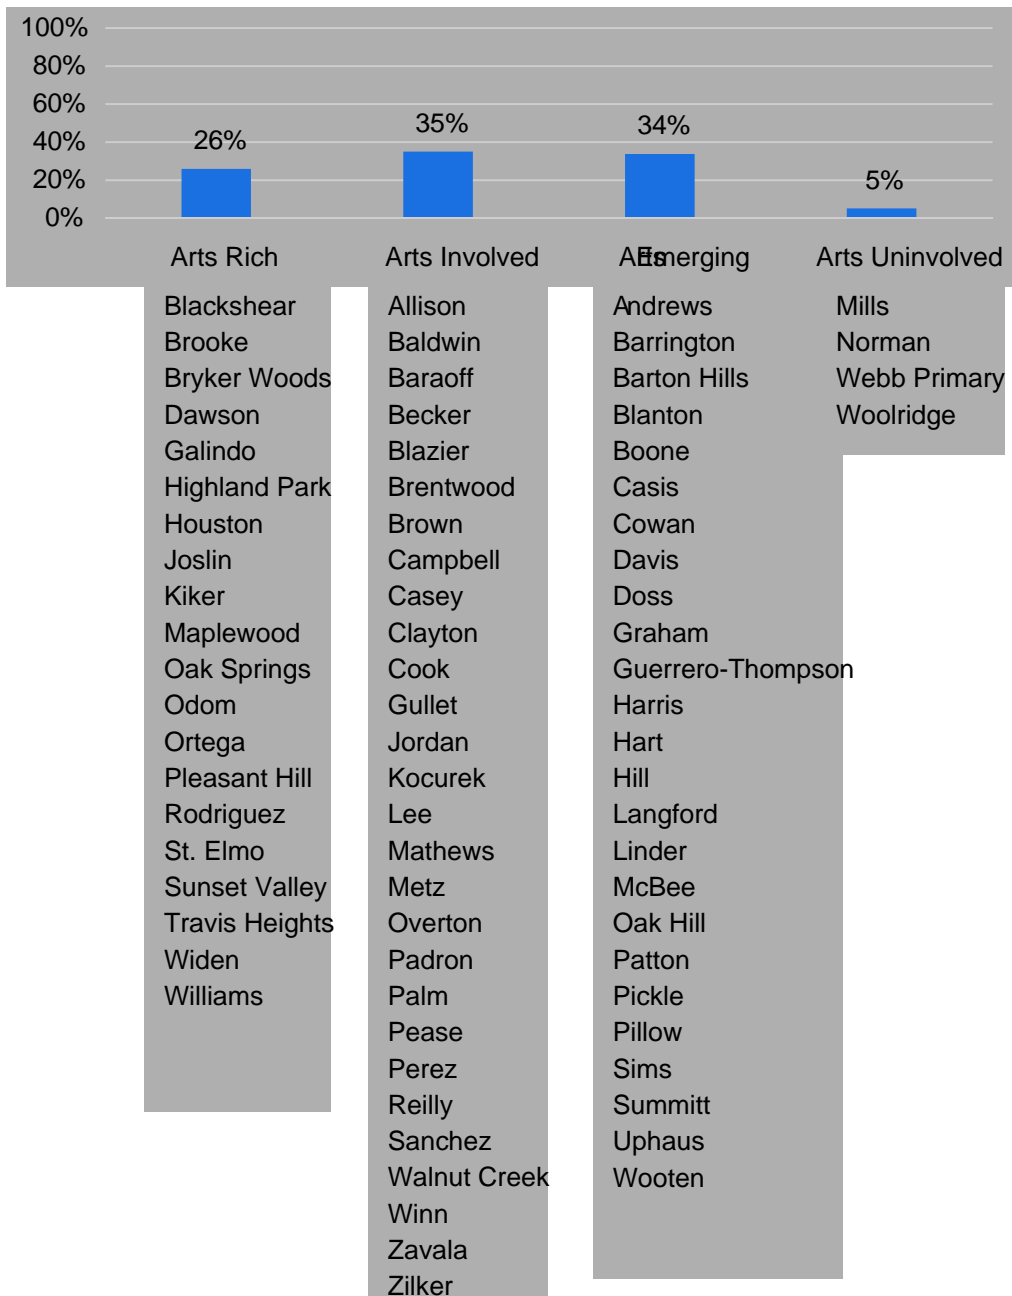 100%
80%
60%
40%
20%
0%
26%
35%
34%
5%
Arts Rich
Arts Involved
Arts Emerging
Arts Uninvolved
Blackshear
Brooke
Bryker Woods
Dawson
Galindo
Highland Park
Houston
Joslin
Kiker
Maplewood
Oak Springs
Odom
Ortega
Pleasant Hill
Rodriguez
St. Elmo
Sunset Valley
Travis Heights
Widen
Williams
Allison
Baldwin
Baraoff
Becker
Blazier
Brentwood
Brown
Campbell
Casey
Clayton
Cook
Gullet
Jordan
Kocurek
Lee
Mathews
Metz
Overton
Padron
Palm
Pease
Perez
Reilly
Sanchez
Walnut Creek
Winn
Zavala
Zilker
Andrews
Barrington
Barton Hills
Blanton
Boone
Casis
Cowan
Davis
Doss
Graham
Guerrero-Thompson
Harris
Hart
Hill
Langford
Linder
McBee
Oak Hill
Patton
Pickle
Pillow
Sims
Summitt
Uphaus
Wooten
Mills
Norman
Webb Primary
Woolridge